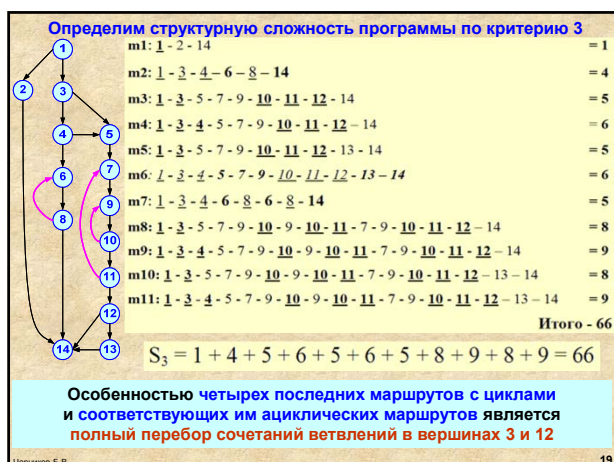 Определим структурную сложность программы по критерию 3
1
2
3
4
5
6
7
8
9
10
11
12
14
13
m1: 1 - 2 - 14 = 1
m2: 1 - 3 - 4 – 6 – 8 – 14 = 4
m3: 1 - 3 - 5 - 7 - 9 - 10 - 11 - 12 - 14 = 5
m4: 1 - 3 - 4 - 5 - 7 - 9 - 10 - 11 - 12 – 14 = 6
m5: 1 - 3 - 5 - 7 - 9 - 10 - 11 - 12 - 13 - 14 = 5
m6: 1 - 3 - 4 - 5 - 7 - 9 - 10 - 11 - 12 - 13 – 14 = 6
m7: 1 - 3 - 4 - 6 - 8 - 6 - 8 - 14 = 5
m8: 1 - 3 - 5 - 7 - 9 - 10 - 9 - 10 - 11 - 7 - 9 - 10 - 11 - 12 – 14 = 8
m9: 1 - 3 - 4 - 5 - 7 - 9 - 10 - 9 - 10 - 11 - 7 - 9 - 10 - 11 - 12 – 14 = 9
m10: 1 - 3 - 5 - 7 - 9 - 10 - 9 - 10 - 11 - 7 - 9 - 10 - 11 - 12 – 13 – 14 = 8
m11: 1 - 3 - 4 - 5 - 7 - 9 - 10 - 9 - 10 - 11 - 7 - 9 - 10 - 11 - 12 – 13 – 14 = 9
Итого - 66
S3 = 1 + 4 + 5 + 6 + 5 + 6 + 5 + 8 + 9 + 8 + 9 = 66
Особенностью четырех последних маршрутов с циклами
и соответствующих им ациклических маршрутов является
полный перебор сочетаний ветвлений в вершинах 3 и 12
19